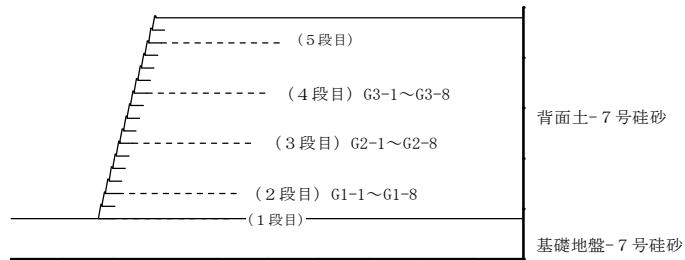 （５段目）
（４段目）G3-1～G3-8
背面土-７号硅砂
（３段目）G2-1～G2-8
（２段目）G1-1～G1-8
（１段目）
基礎地盤-７号硅砂